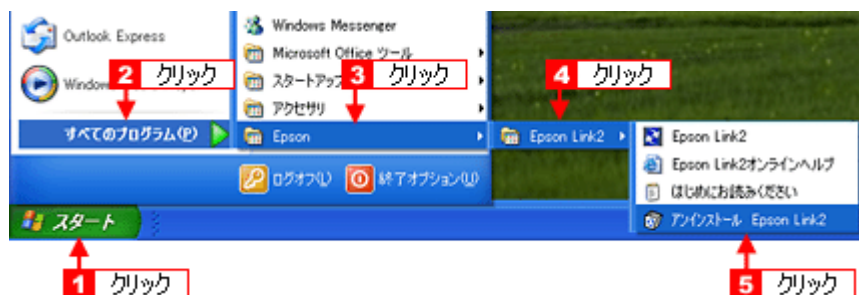 Outlook Express
Windows
2 クリック
すべてのプログラム(P)
Windows Messenger
Microsoft Office ツール
スタートアップ
3 クリック
アクセサリ
Epson
ログオフ(L)
終了オプション(U)
4 クリック
Epson Link2
Epson Link2
Epson Link2オンラインヘルプ
はじめにお読みください
アンインストール Epson Link2
スタート
1 クリック
5 クリック